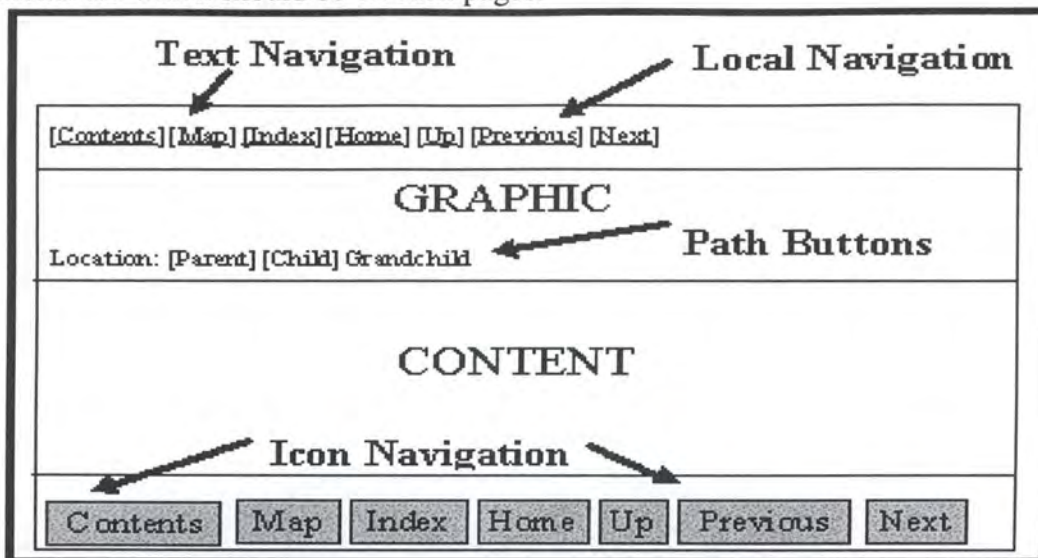 Text Navigation Local Navigation
[Contents] [Map] [Index] [Home] [Up] [Previous] [Next]
GRAPHIC
Path Buttons
Location: [Parent] [Child] Grandchild
CONTENT
Icon Navigation
Contents Map Index Home Up Previous Next